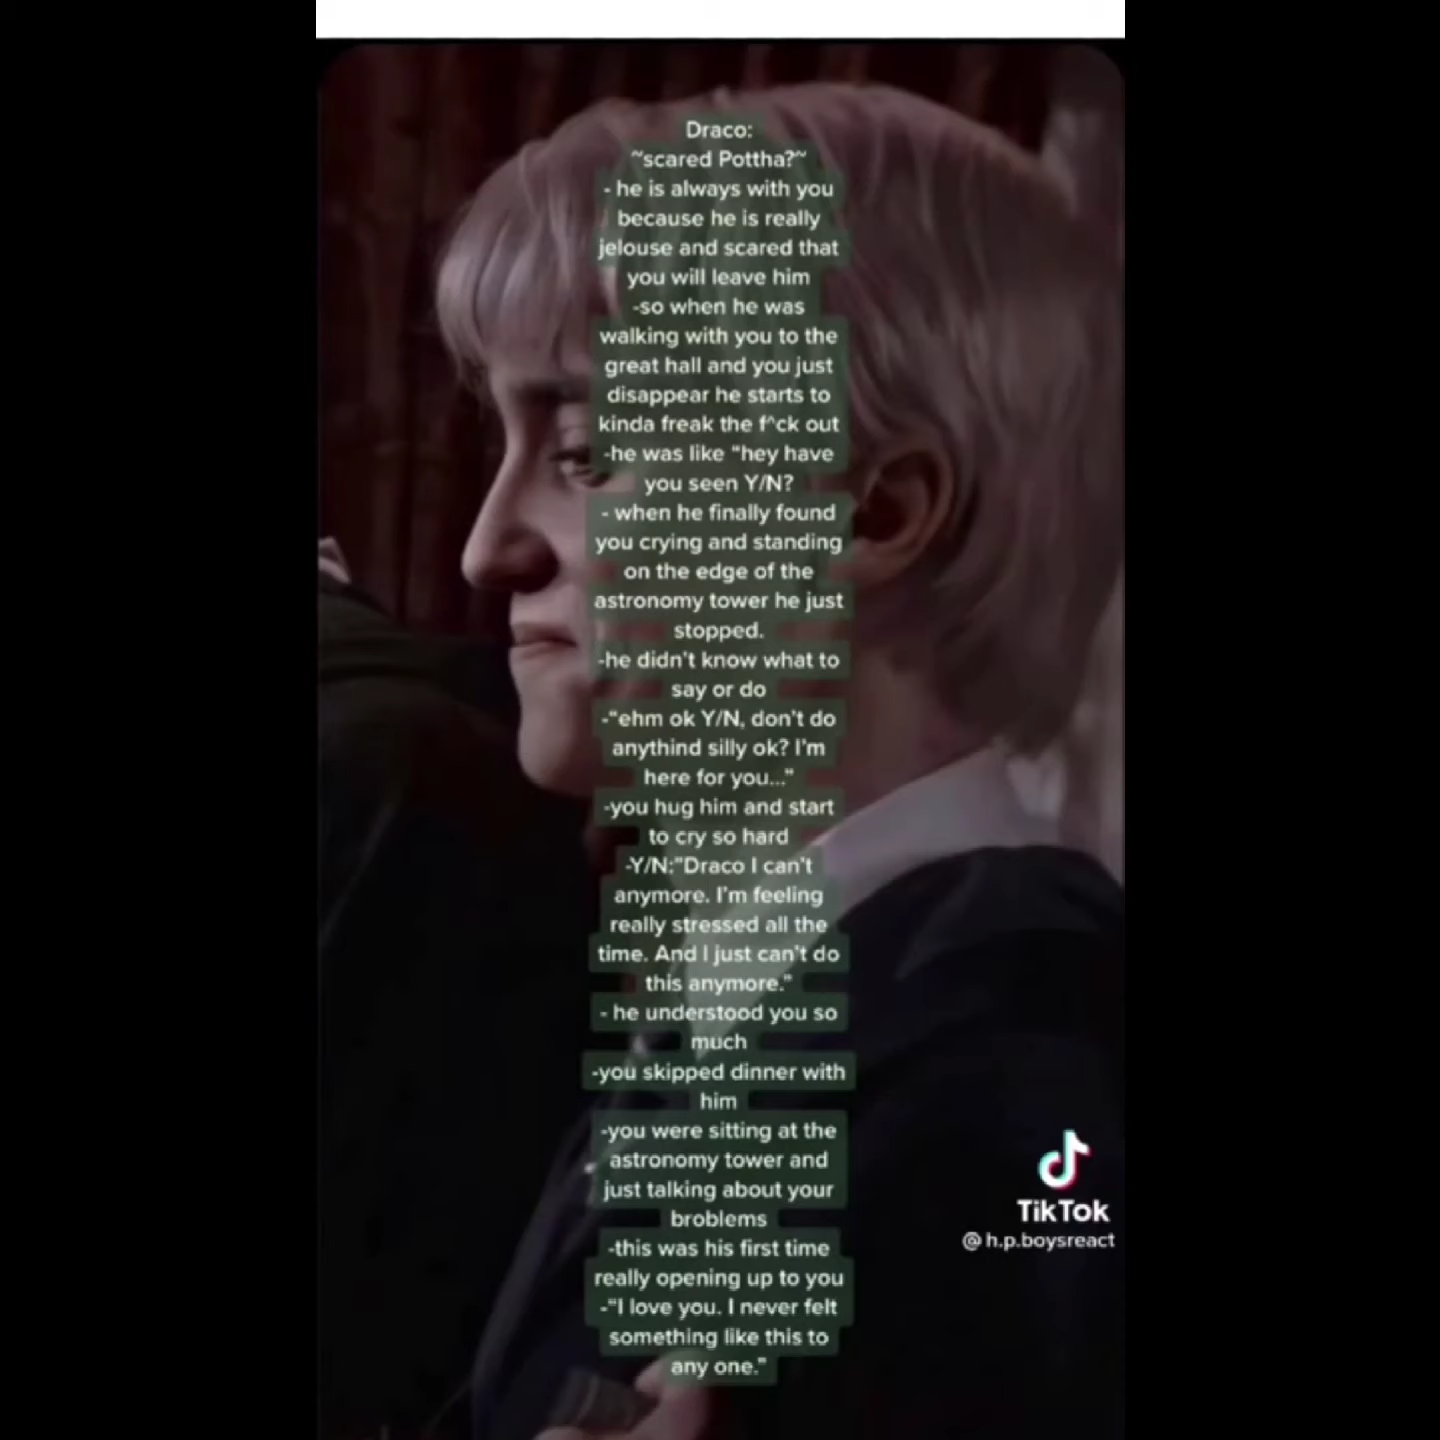 Draco:
~scared Pottha?~
- he is always with you
because he is really
jelouse and scared that
you will leave him
-so when he was
walking with you to the
great hall and you just
disappear he starts to
kinda freak the f^ck out
-he was like "hey have
you seen Y/N?
- when he finally found
you crying and standing
on the edge of the
astronomy tower he just
stopped.
-he didn't know what to
say or do
-"ehm ok Y/N, don't do
anythind silly ok? I'm
here for you..."
-you hug him and start
to cry so hard
-Y/N:"Draco I can't
anymore. I'm feeling
really stressed all the
time. And I just can't do
this anymore."
- he understood you so
much
-you skipped dinner with
him
-you were sitting at the
astronomy tower and
just talking about your
broblems
-this was his first time
really opening up to you
-"I love you. I never felt
something like this to
any one."
TikTok
@h.p.boysreact